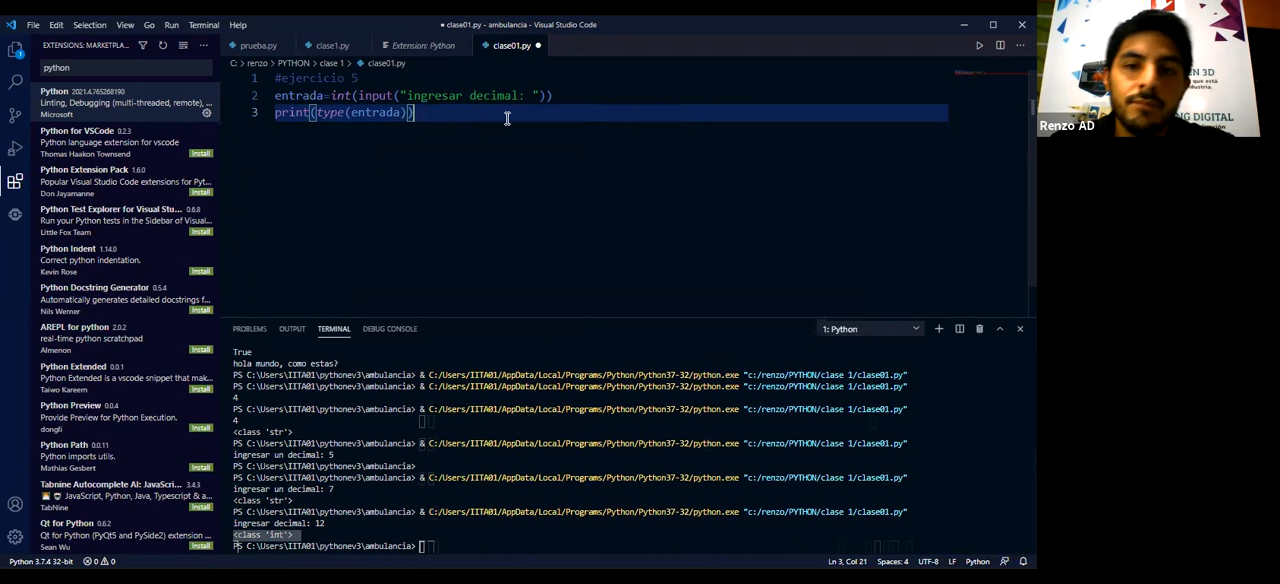 File Edit Selection View Go Run Terminal Help
● clase01.py - ambulancia - Visual Studio Code
EXTENSIONS: MARKETPLA...
python
Python 2021.4.765268190
Linting, Debugging (multi-threaded, remote), ...
Microsoft
Python for VSCode 0.2.3
Python language extension for vscode
Thomas Haakon Townsend Install
Python Extension Pack 1.6.0
Popular Visual Studio Code extensions for Pyt...
Don Jayamanne Install
Python Test Explorer for Visual Stu... 0.6.8
Run your Python tests in the Sidebar of Visual...
Little Fox Team Install
Python Indent 1.14.0
Correct python indentation.
Kevin Rose Install
Python Docstring Generator 0.5.4
Automatically generates detailed docstrings f...
Nils Werner Install
AREPL for python 2.0.2
real-time python scratchpad
Almenon Install
Python Extended 0.0.1
Python Extended is a vscode snippet that mak...
Taiwo Kareem Install
Python Preview 0.0.4
Provide Preview for Python Execution.
dongli Install
Python Path 0.0.11
Python imports utils.
Mathias Gesbert Install
Tabnine Autocomplete AI: JavaScri... 3.4.3
Python, Java, Typescript & a...
TabNine Install
Qt for Python 0.6.2
Qt for Python (PyQt5 and PySide2) extension ...
Sean Wu Install
prueba.py clase1.py Extension: Python clase01.py ●
C: > renzo > PYTHON > clase 1 > clase01.py
1 #ejercicio 5
2 entrada=int(input("ingresar decimal: "))
3 print(type(entrada))
PROBLEMS OUTPUT TERMINAL DEBUG CONSOLE 1: Python
True
hola mundo, como estas?
PS C:\Users\IITA01\pythonev3\ambulancia> & C:/Users/IITA01/AppData/Local/Programs/Python/Python37-32/python.exe "c:/renzo/PYTHON/clase 1/clase01.py"
PS C:\Users\IITA01\pythonev3\ambulancia> & C:/Users/IITA01/AppData/Local/Programs/Python/Python37-32/python.exe "c:/renzo/PYTHON/clase 1/clase01.py"
4
PS C:\Users\IITA01\pythonev3\ambulancia> & C:/Users/IITA01/AppData/Local/Programs/Python/Python37-32/python.exe "c:/renzo/PYTHON/clase 1/clase01.py"
4
<class 'str'>
PS C:\Users\IITA01\pythonev3\ambulancia> & C:/Users/IITA01/AppData/Local/Programs/Python/Python37-32/python.exe "c:/renzo/PYTHON/clase 1/clase01.py"
ingresar un decimal: 5
PS C:\Users\IITA01\pythonev3\ambulancia>
PS C:\Users\IITA01\pythonev3\ambulancia> & C:/Users/IITA01/AppData/Local/Programs/Python/Python37-32/python.exe "c:/renzo/PYTHON/clase 1/clase01.py"
ingresar un decimal: 7
<class 'str'>
PS C:\Users\IITA01\pythonev3\ambulancia> & C:/Users/IITA01/AppData/Local/Programs/Python/Python37-32/python.exe "c:/renzo/PYTHON/clase 1/clase01.py"
ingresar decimal: 12
<class 'int'>
PS C:\Users\IITA01\pythonev3\ambulancia>
Python 3.7.4 32-bit 0 0 Ln 3, Col 21 Spaces: 4 UTF-8 LF Python
EN 3D
que está
industria.
DIGITAL
Renzo AD